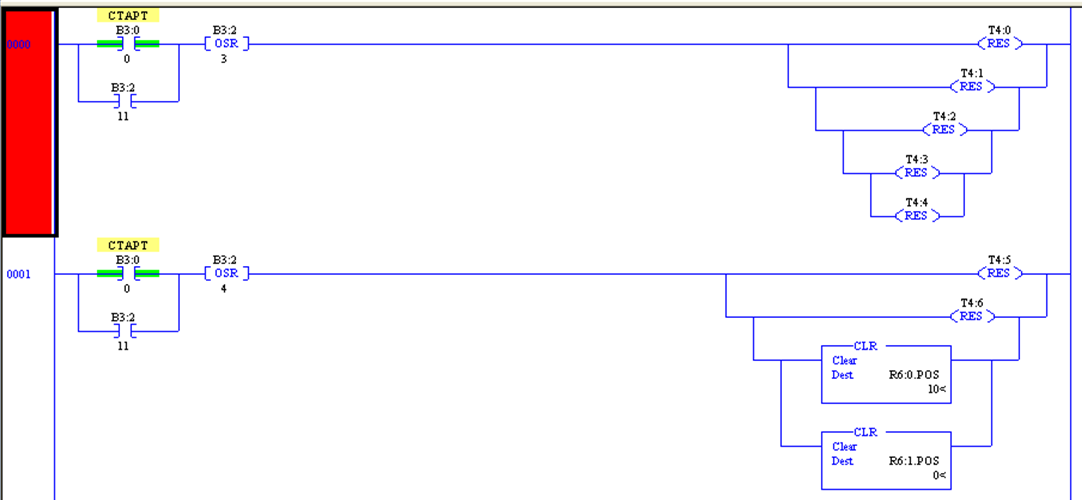 CTAPT
B3:0 B3:2 T4:0
0000 OSR RES
0 3
T4:1
B3:2 RES
11
T4:2
RES
T4:3
RES
T4:4
RES
CTAPT
B3:0 B3:2 T4:5
0001 OSR RES
0 4
T4:6
B3:2 RES
11
CLR
Clear
Dest R6:0.POS
10<
CLR
Clear
Dest R6:1.POS
0<